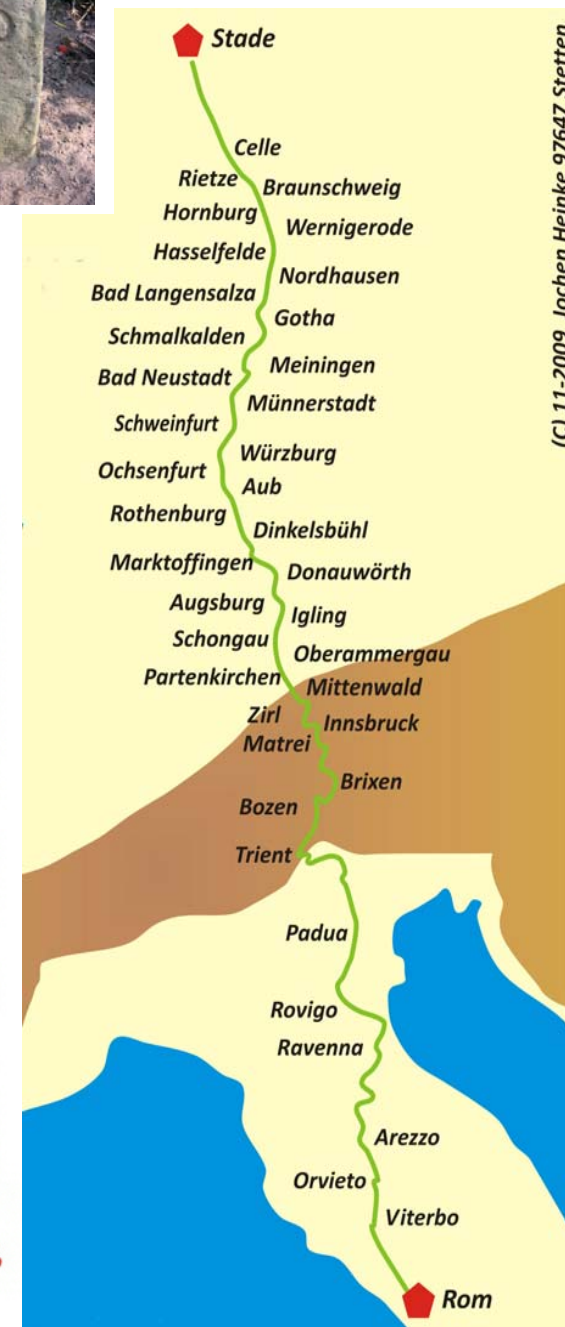 Stade
Celle
Rietze
Braunschweig
Hornburg
Wernigerode
Hasselfelde
Nordhausen
Bad Langensalza
Gotha
Schmalkalden
Meiningen
Bad Neustadt
Münnerstadt
Schweinfurt
Würzburg
Ochsenfurt
Aub
Rothenburg
Dinkelsbühl
Marktoffingen
Donauwörth
Augsburg
Igling
Schongau
Oberammergau
Partenkirchen
Mittenwald
Zirl
Innsbruck
Matrei
Brixen
Bozen
Trient
Padua
Rovigo
Ravenna
Arezzo
Orvieto
Viterbo
Rom
(C) 11-2009 Jochen Heinke 97647 Stetten